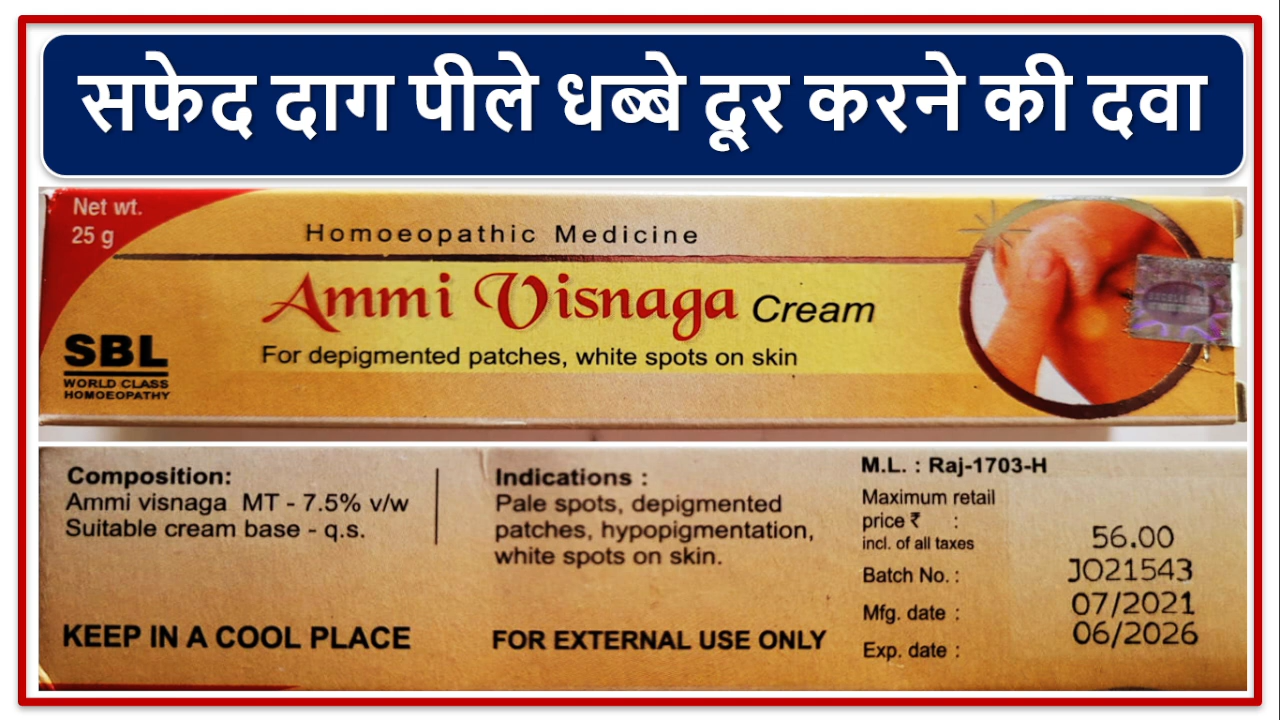 सफेद दाग पीले धब्बे दूर करने की दवा
Net wt.
25 g
Homoeopathic Medicine
Ammi Visnaga Cream
For depigmented patches, white spots on skin
SBL
WORLD CLASS
HOMOEOPATHY
Composition:
Ammi visnaga MT - 7.5% v/w
Suitable cream base - q.s.
KEEP IN A COOL PLACE
Indications :
Pale spots, depigmented
patches, hypopigmentation,
white spots on skin.
FOR EXTERNAL USE ONLY
M.L. : Raj-1703-H
Maximum retail
price ₹ :
incl. of all taxes 56.00
Batch No. : JO21543
Mfg. date : 07/2021
Exp. date : 06/2026